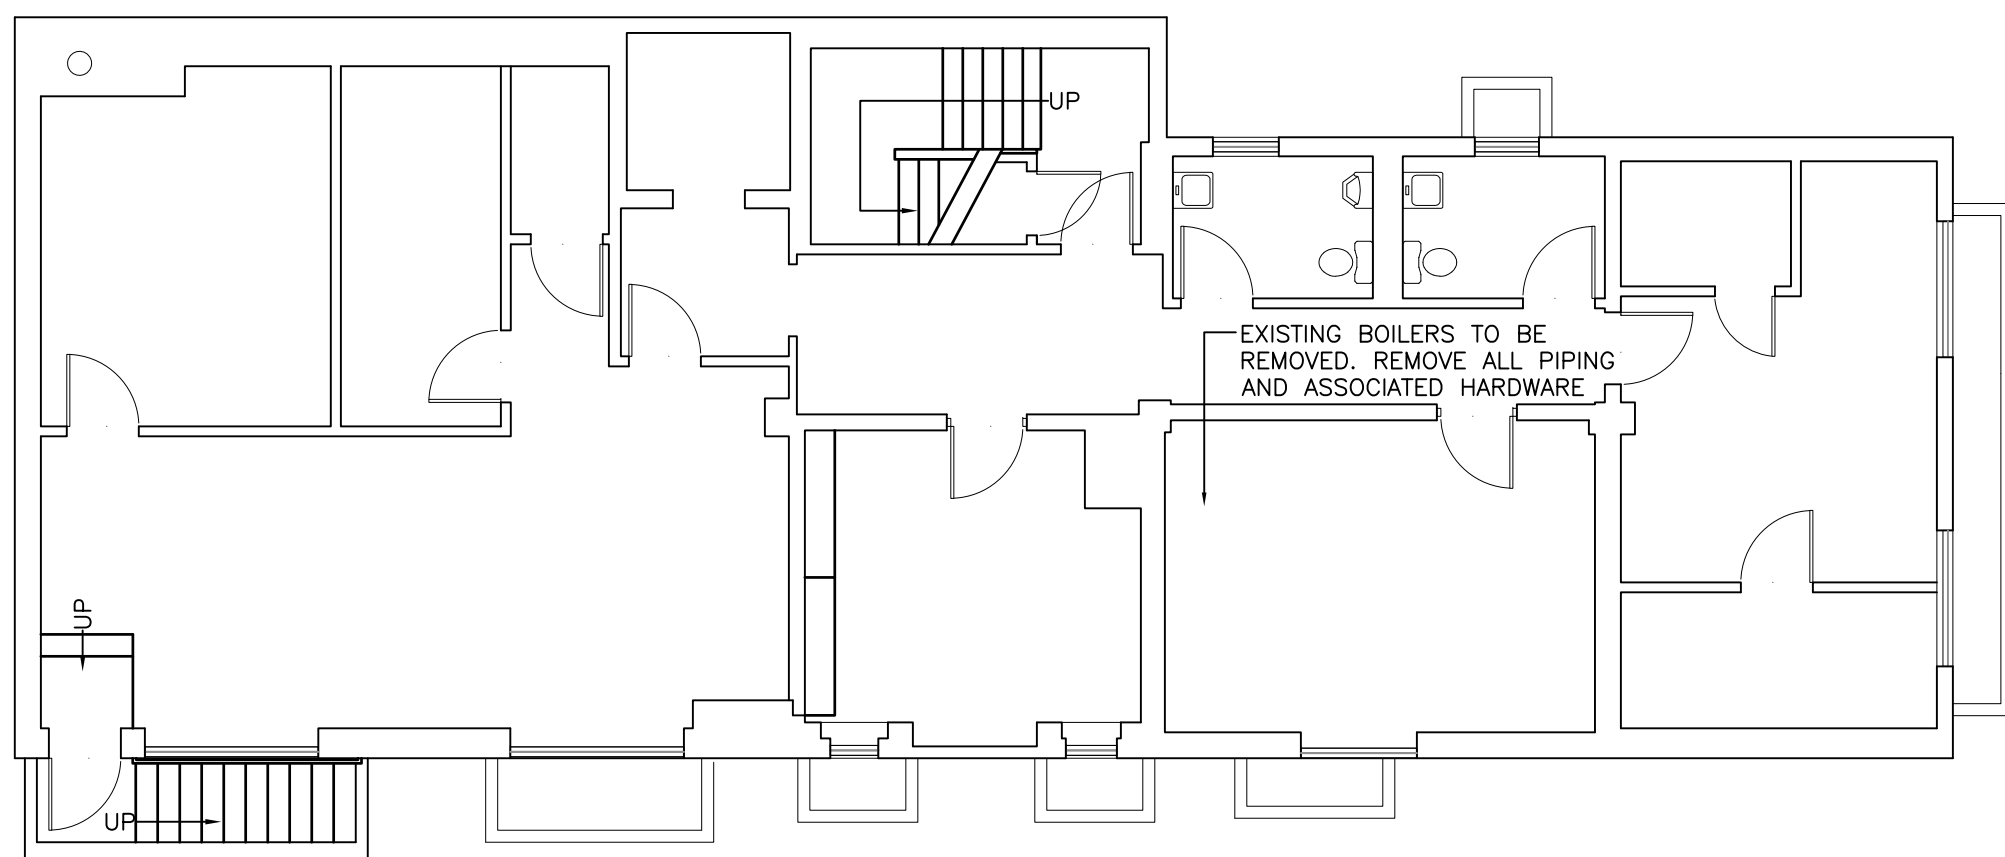 UP
EXISTING BOILERS TO BE
REMOVED. REMOVE ALL PIPING
AND ASSOCIATED HARDWARE
UP
UP